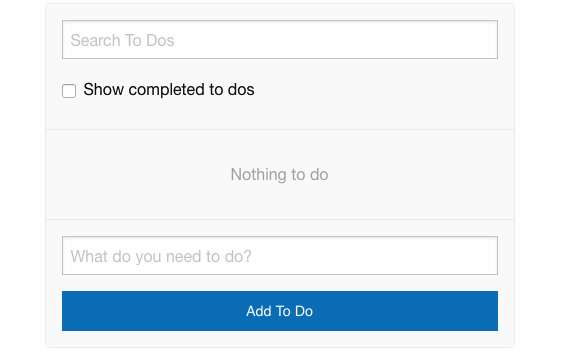 Search To Dos
Show completed to dos
Nothing to do
What do you need to do?
Add To Do